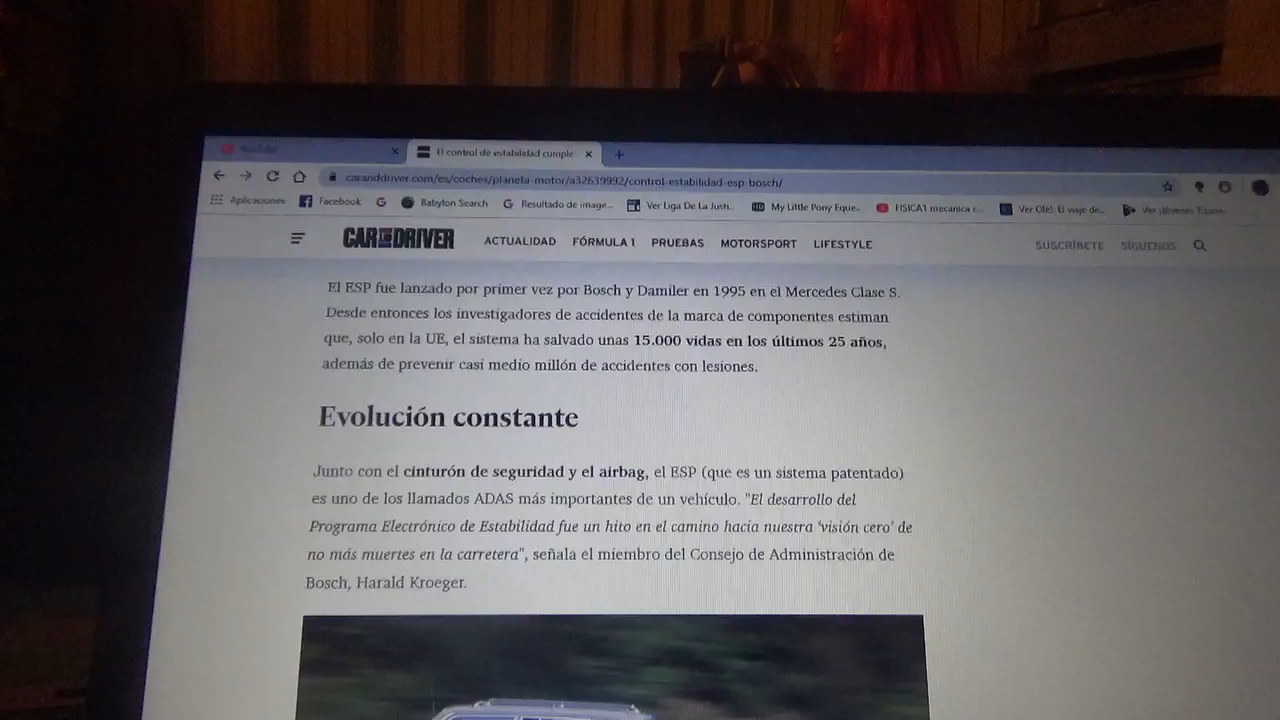 YouTube
El control de estabilidad cumple
caranddriver.com/es/coches/planeta-motor/a32639992/control-estabilidad-esp-bosch/
Aplicaciones Facebook Babylon Search Resultado de image... Ver Liga De La Justi... My Little Pony Eque... FISICA1 mecanica c... Ver Olé!: El viaje de...
CAR AND DRIVER ACTUALIDAD FÓRMULA 1 PRUEBAS MOTORSPORT LIFESTYLE SUSCRÍBETE SÍGUENOS
El ESP fue lanzado por primer vez por Bosch y Damiler en 1995 en el Mercedes Clase S.
Desde entonces los investigadores de accidentes de la marca de componentes estiman
que, solo en la UE, el sistema ha salvado unas 15.000 vidas en los últimos 25 años,
además de prevenir casi medio millón de accidentes con lesiones.
Evolución constante
Junto con el cinturón de seguridad y el airbag, el ESP (que es un sistema patentado)
es uno de los llamados ADAS más importantes de un vehículo. "El desarrollo del
Programa Electrónico de Estabilidad fue un hito en el camino hacia nuestra 'visión cero' de
no más muertes en la carretera", señala el miembro del Consejo de Administración de
Bosch, Harald Kroeger.